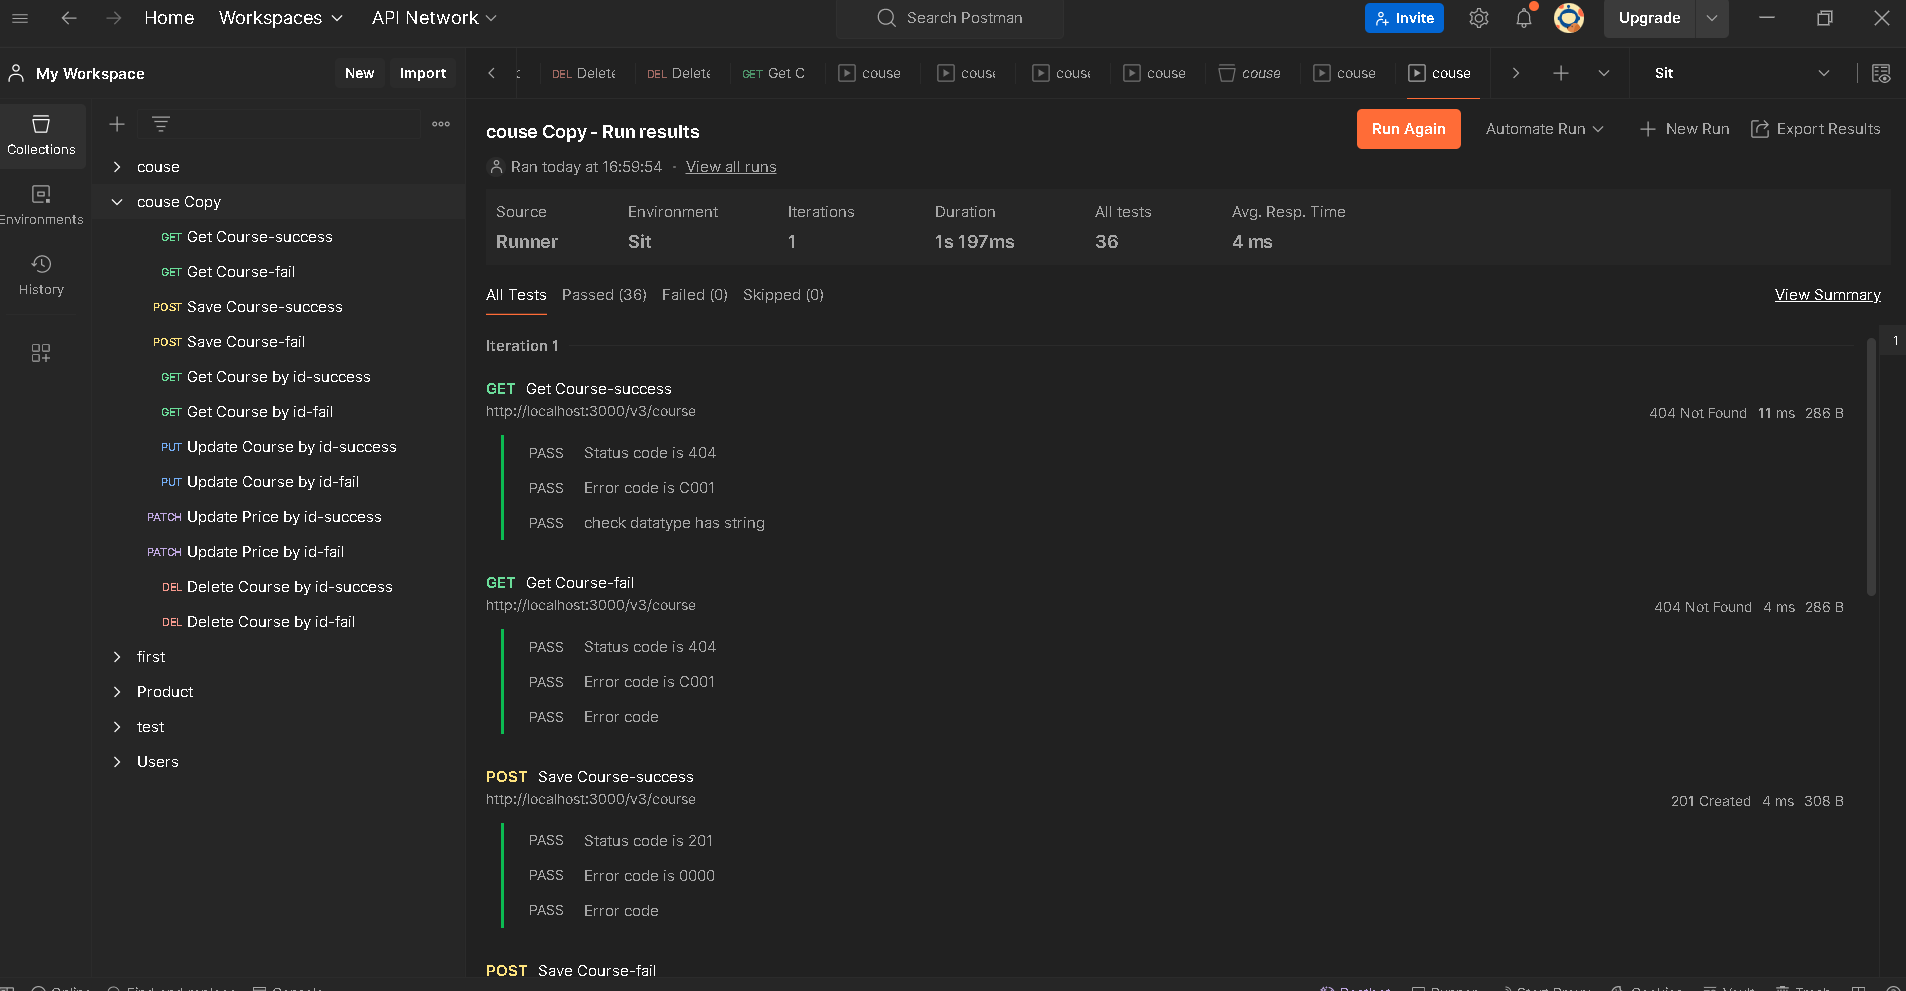 Home Workspaces API Network Search Postman Invite Upgrade
My Workspace New Import DEL Delete DEL Delete GET Get C couse couse couse couse couse couse couse Sit
Collections
Environments
History
couse
couse Copy
GET Get Course-success
GET Get Course-fail
POST Save Course-success
POST Save Course-fail
GET Get Course by id-success
GET Get Course by id-fail
PUT Update Course by id-success
PUT Update Course by id-fail
PATCH Update Price by id-success
PATCH Update Price by id-fail
DEL Delete Course by id-success
DEL Delete Course by id-fail
first
Product
test
Users
couse Copy - Run results
Run Again Automate Run New Run Export Results
Ran today at 16:59:54 · View all runs
Source Environment Iterations Duration All tests Avg. Resp. Time
Runner Sit 1 1s 197ms 36 4 ms
All Tests Passed (36) Failed (0) Skipped (0) View Summary
Iteration 1
1
GET Get Course-success
http://localhost:3000/v3/course
404 Not Found 11 ms 286 B
PASS Status code is 404
PASS Error code is C001
PASS check datatype has string
GET Get Course-fail
http://localhost:3000/v3/course
404 Not Found 4 ms 286 B
PASS Status code is 404
PASS Error code is C001
PASS Error code
POST Save Course-success
http://localhost:3000/v3/course
201 Created 4 ms 308 B
PASS Status code is 201
PASS Error code is 0000
PASS Error code
POST Save Course-fail
Online Find and replace Console Postbot Runner Start Proxy Cookies Vault Trash